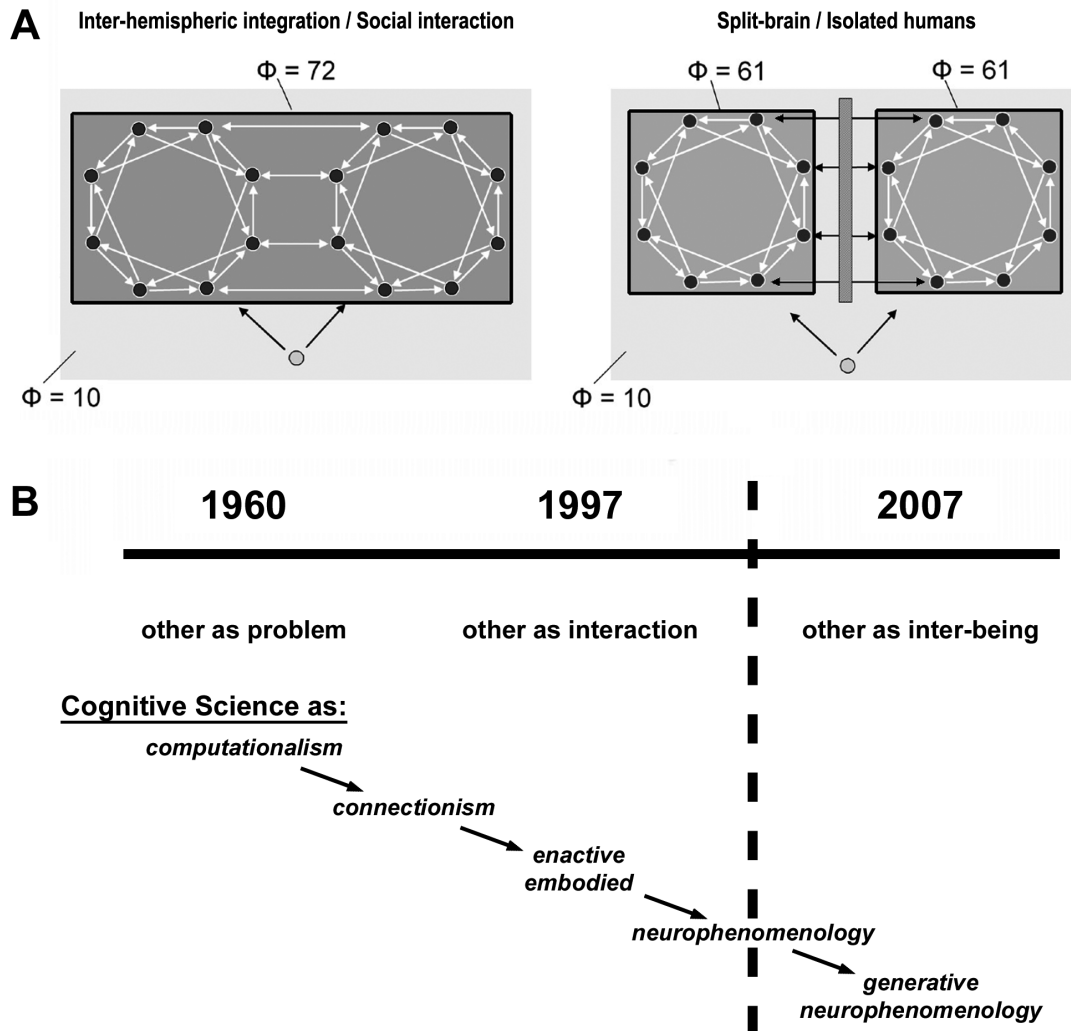 A
Inter-hemispheric integration / Social interaction
Split-brain / Isolated humans
Φ = 72
Φ = 61
Φ = 61
Φ = 10
Φ = 10
B
1960
1997
2007
other as problem
other as interaction
other as inter-being
Cognitive Science as:
computationalism
connectionism
enactive
embodied
neurophenomenology
generative
neurophenomenology